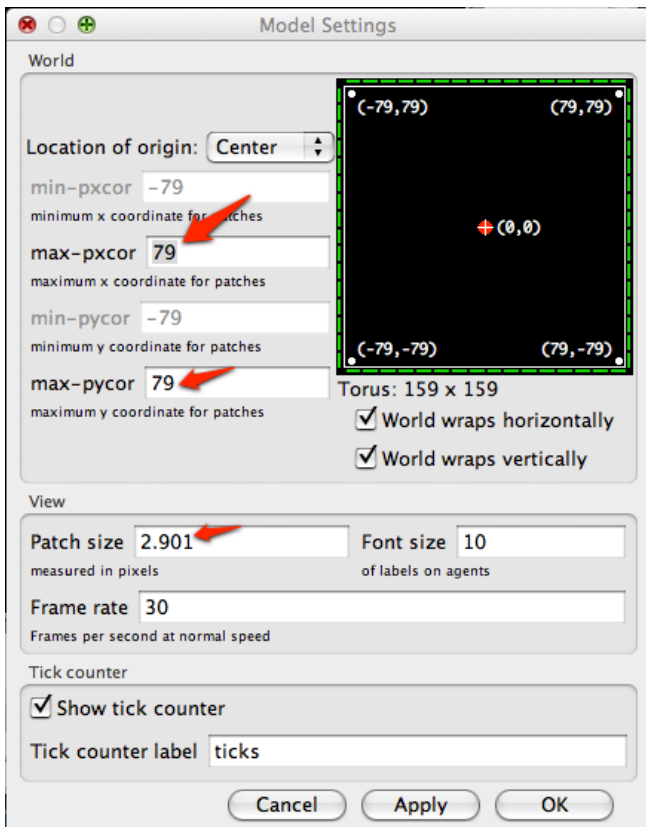 Model Settings
World
(-79,79) (79,79)
Location of origin: Center
min-pxcor -79
minimum x coordinate for patches
(0,0)
max-pxcor 79
maximum x coordinate for patches
min-pycor -79
minimum y coordinate for patches
(-79,-79) (79,-79)
max-pycor 79
maximum y coordinate for patches
Torus: 159 x 159
World wraps horizontally
World wraps vertically
View
Patch size 2.901 Font size 10
measured in pixels of labels on agents
Frame rate 30
Frames per second at normal speed
Tick counter
Show tick counter
Tick counter label ticks
Cancel Apply OK